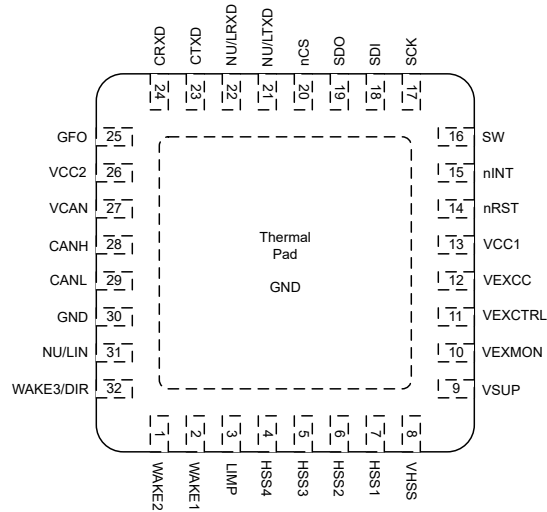 CRXD
CTXD
NU/LRXD
NU/LTXD
nCS
SDO
SDI
SCK
24
23
22
21
20
19
18
17
GFO 25
VCC2 26
VCAN 27
CANH 28
CANL 29
GND 30
NU/LIN 31
WAKE3/DIR 32
Thermal
Pad
GND
16 SW
15 nINT
14 nRST
13 VCC1
12 VEXCC
11 VEXCTRL
10 VEXMON
9 VSUP
1
2
3
4
5
6
7
8
WAKE2
WAKE1
LIMP
HSS4
HSS3
HSS2
HSS1
VHSS